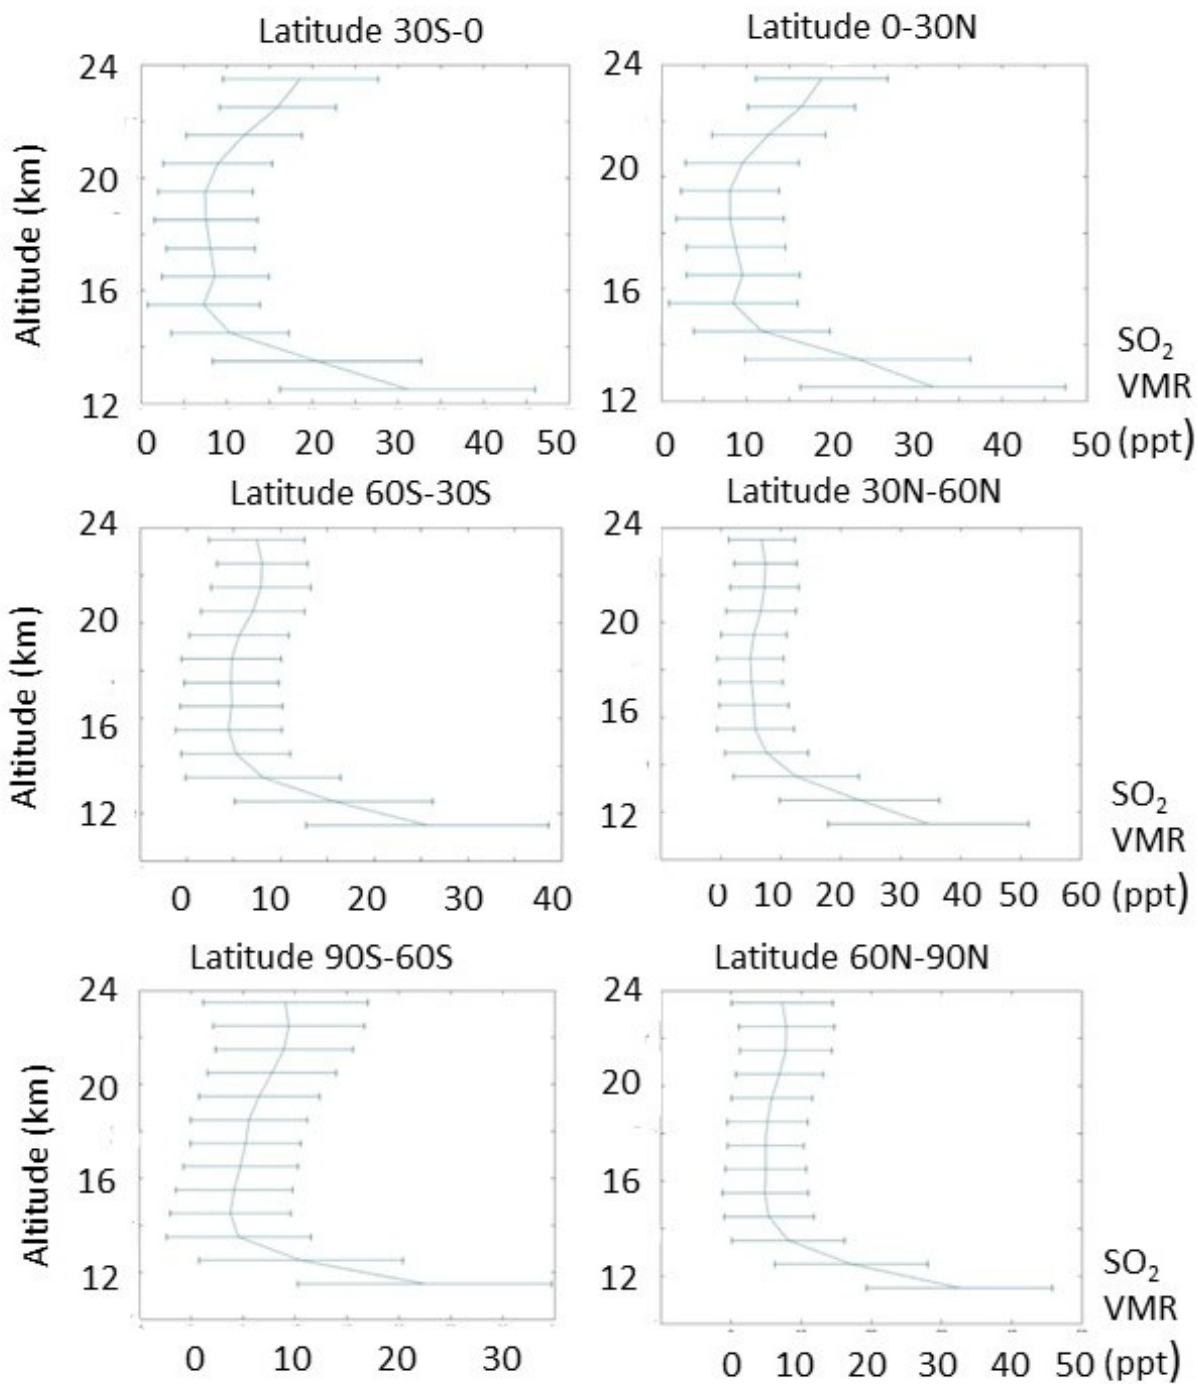 Latitude 30S-0
Latitude 0-30N
24
20
16
12
Altitude (km)
0 10 20 30 40 50
24
20
16
12
0 10 20 30 40 50
SO₂
VMR
(ppt)
Latitude 60S-30S
Latitude 30N-60N
24
20
16
12
Altitude (km)
0 10 20 30 40
24
20
16
12
0 10 20 30 40 50 60
SO₂
VMR
(ppt)
Latitude 90S-60S
Latitude 60N-90N
24
20
16
12
Altitude (km)
0 10 20 30
24
20
16
12
0 10 20 30 40 50
SO₂
VMR
(ppt)